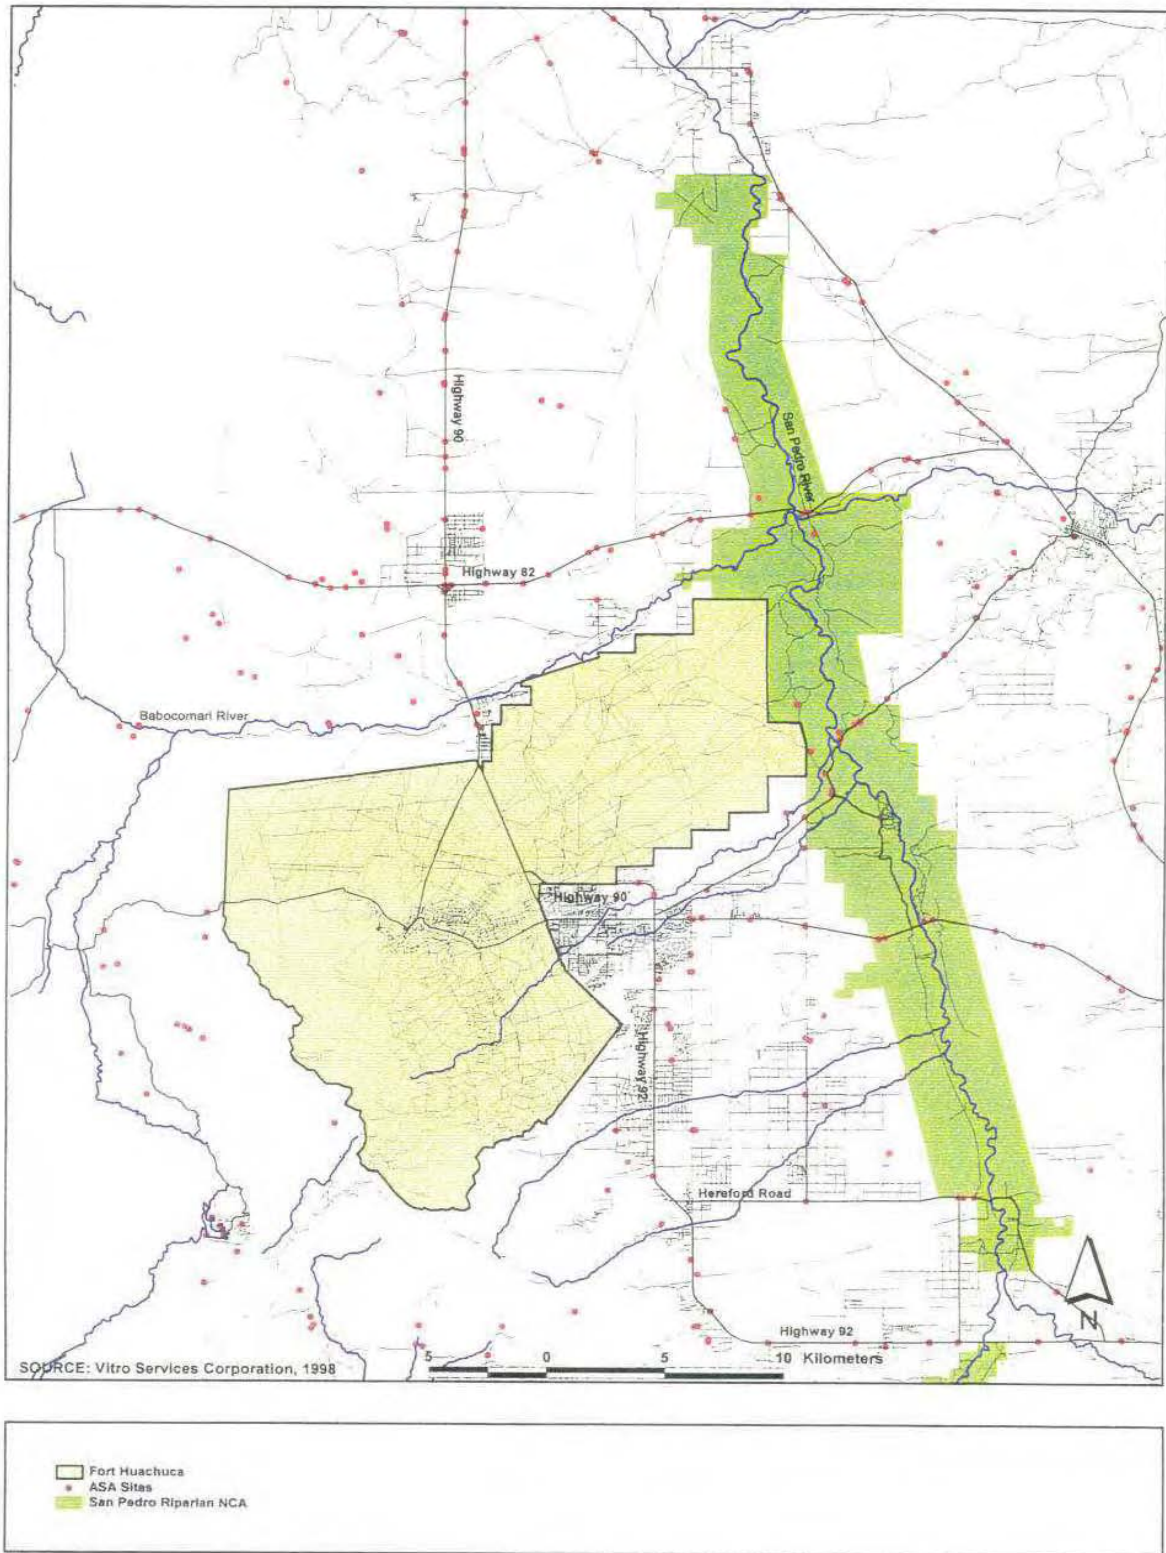 Highway 90
San Pedro River
Highway 82
Babocomari River
Highway 90
Highway 92
Hereford Road
N
Highway 92
SOURCE: Vitro Services Corporation, 1998
5 0 5 10 Kilometers
Fort Huachuca
ASA Sites
San Pedro Riparian NCA